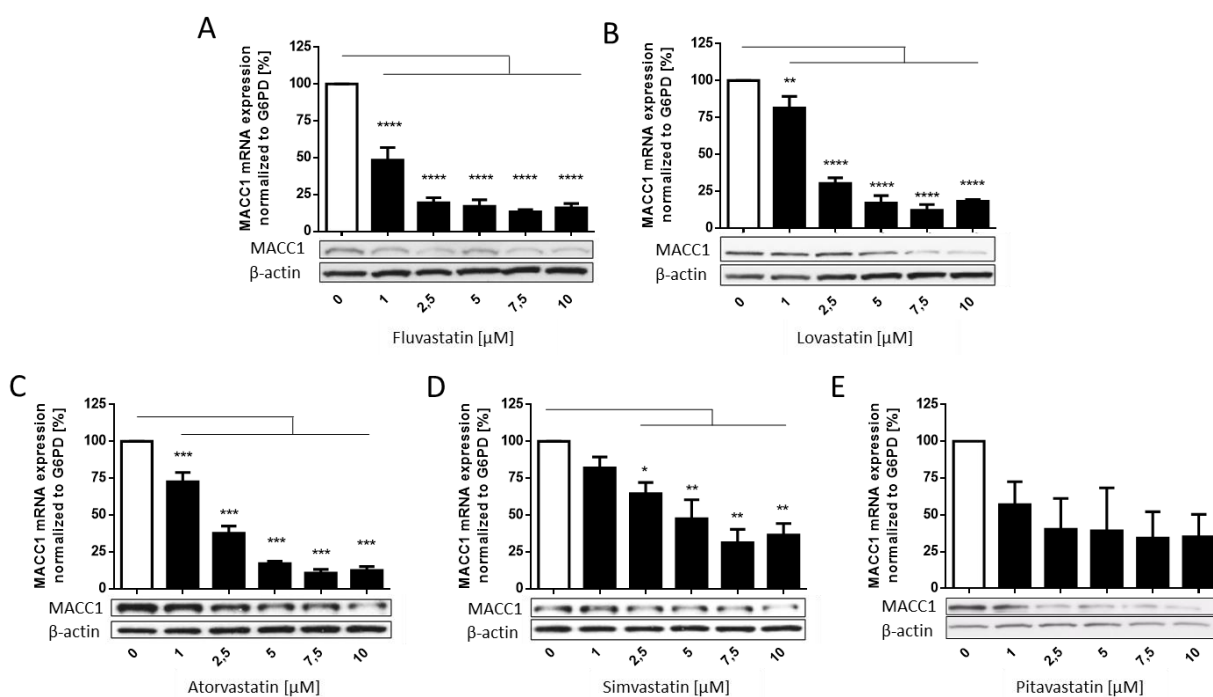 A
MACC1 mRNA expression
normalized to G6PD [%]
125
100
75
50
25
0
**** **** **** **** ****
MACC1
β-actin
0 1 2,5 5 7,5 10
Fluvastatin [µM]
B
MACC1 mRNA expression
normalized to G6PD [%]
125
100
75
50
25
0
** **** **** **** ****
MACC1
β-actin
0 1 2,5 5 7,5 10
Lovastatin [µM]
C
MACC1 mRNA expression
normalized to G6PD [%]
125
100
75
50
25
0
*** *** *** *** ***
MACC1
β-actin
0 1 2,5 5 7,5 10
Atorvastatin [µM]
D
MACC1 mRNA expression
normalized to G6PD [%]
125
100
75
50
25
0
* ** ** **
MACC1
β-actin
0 1 2,5 5 7,5 10
Simvastatin [µM]
E
MACC1 mRNA expression
normalized to G6PD [%]
125
100
75
50
25
0
MACC1
β-actin
0 1 2,5 5 7,5 10
Pitavastatin [µM]